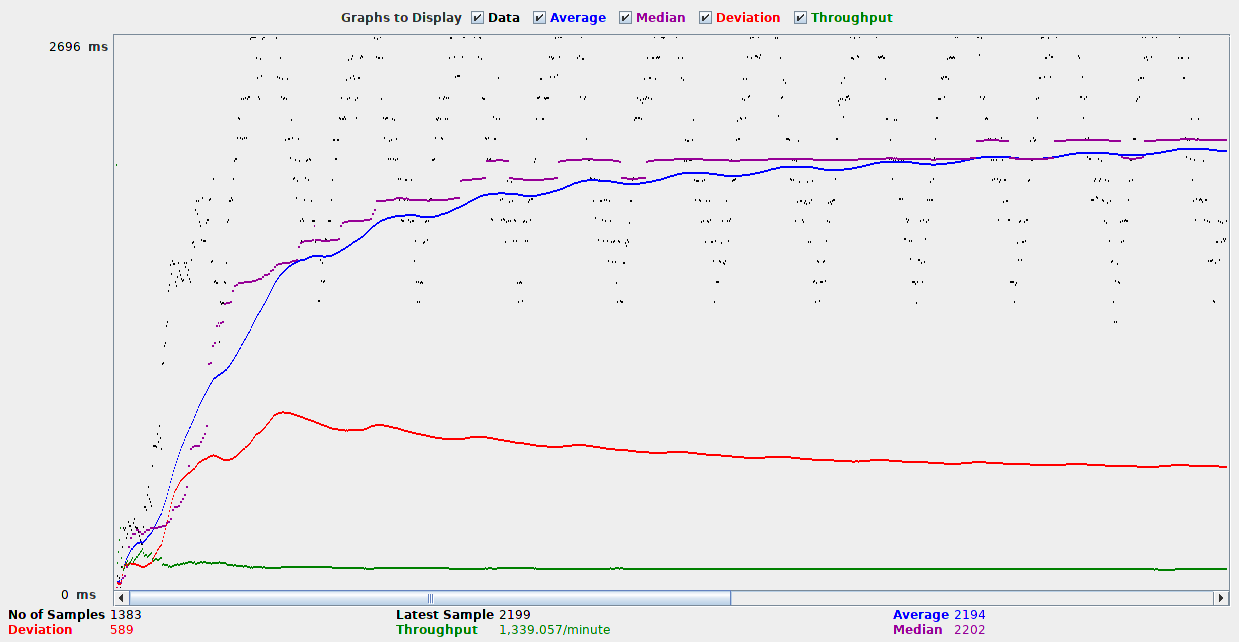 Graphs to Display Data Average Median Deviation Throughput
2696 ms
0 ms
No of Samples 1383 Latest Sample 2199 Average 2194
Deviation 589 Throughput 1,339.057/minute Median 2202